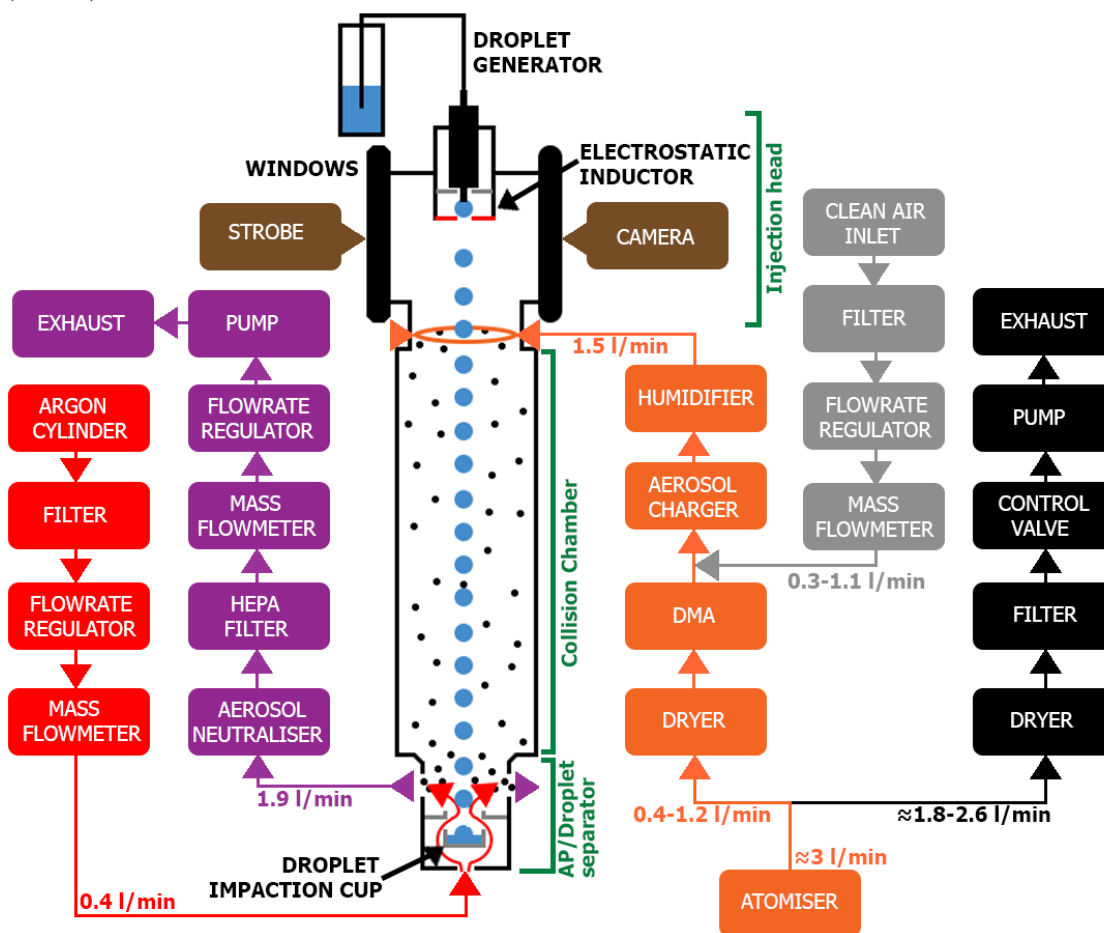 DROPLET
GENERATOR
WINDOWS
ELECTROSTATIC
INDUCTOR
Injection head
STROBE
CAMERA
CLEAN AIR
INLET
EXHAUST
PUMP
1.5 l/min
FILTER
EXHAUST
ARGON
CYLINDER
FLOWRATE
REGULATOR
HUMIDIFIER
FLOWRATE
REGULATOR
PUMP
FILTER
MASS
FLOWMETER
Collision Chamber
AEROSOL
CHARGER
MASS
FLOWMETER
CONTROL
VALVE
0.3-1.1 l/min
FLOWRATE
REGULATOR
HEPA
FILTER
DMA
FILTER
MASS
FLOWMETER
AEROSOL
NEUTRALISER
DRYER
DRYER
1.9 l/min
AP/Droplet
separator
0.4-1.2 l/min
≈1.8-2.6 l/min
DROPLET
IMPACTION CUP
≈3 l/min
0.4 l/min
ATOMISER